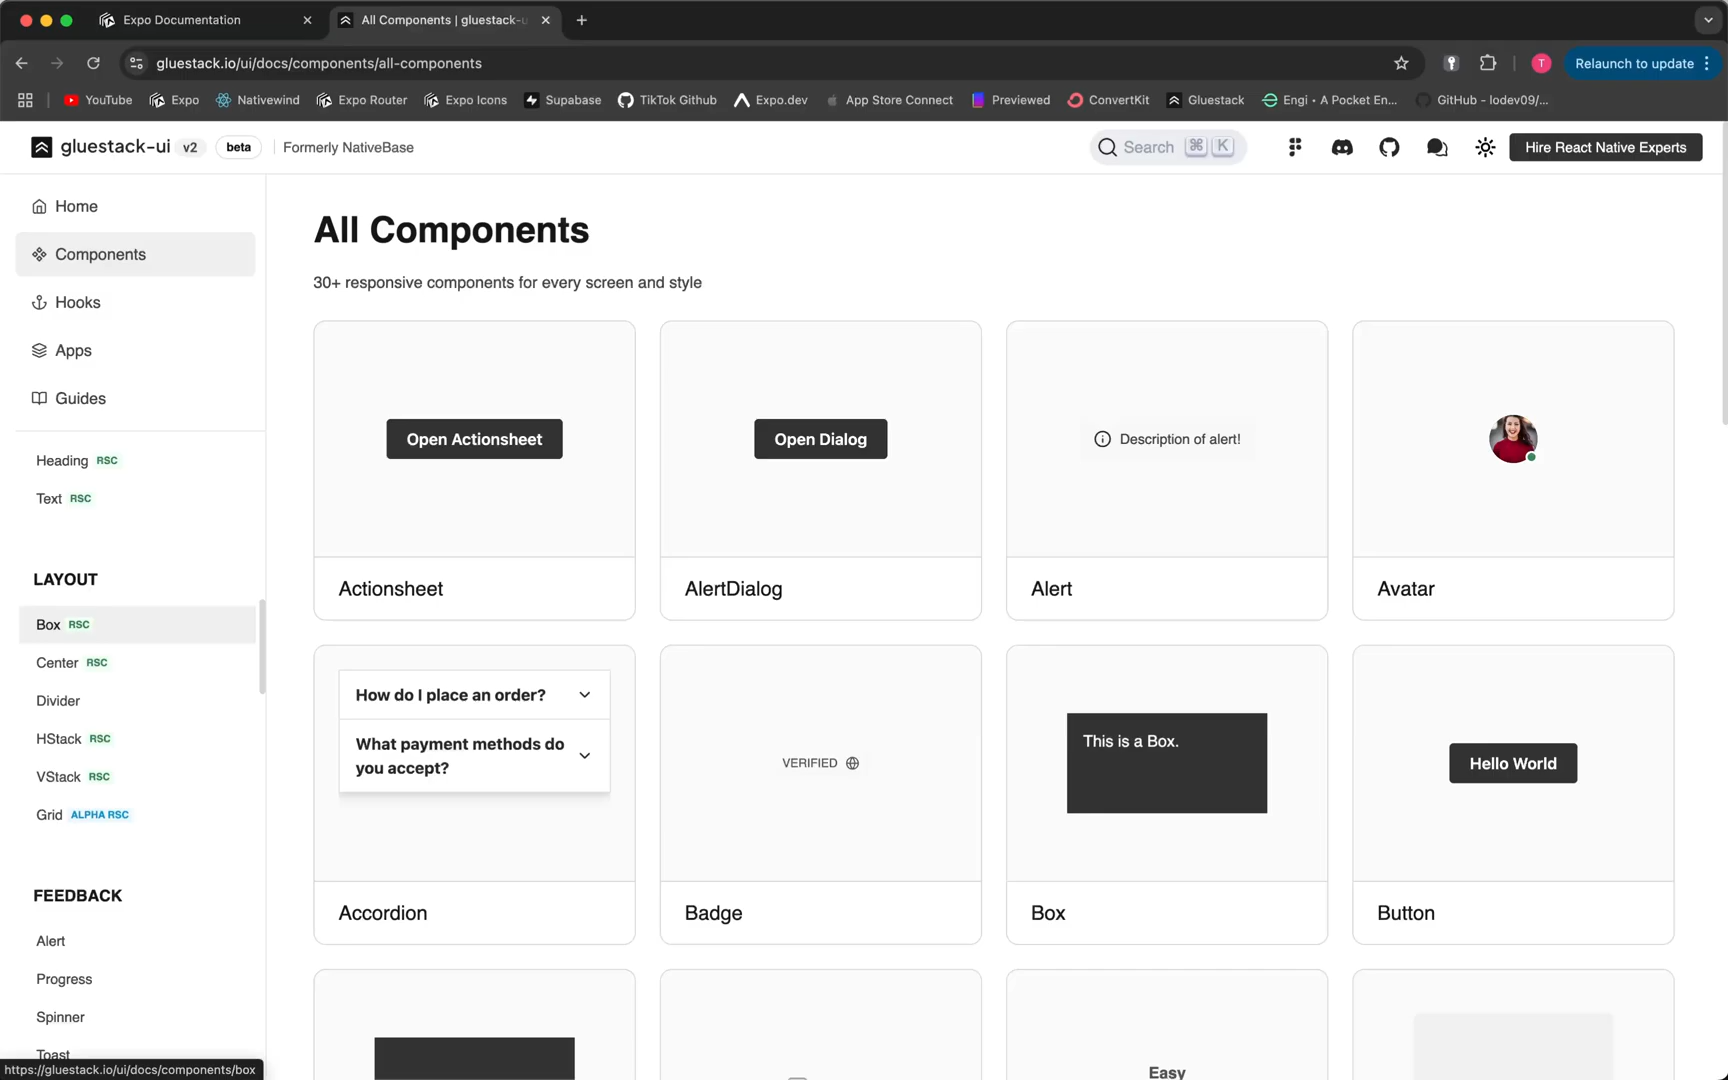 Expo Documentation
All Components | gluestack-u
gluestack.io/ui/docs/components/all-components
Relaunch to update
YouTube
Expo
Nativewind
Expo Router
Expo Icons
Supabase
TikTok Github
Expo.dev
App Store Connect
Previewed
ConvertKit
Gluestack
Engi • A Pocket En...
GitHub - lodev09/...
gluestack-ui v2 beta Formerly NativeBase
Search ⌘ K
Hire React Native Experts
Home
Components
Hooks
Apps
Guides
Heading RSC
Text RSC
LAYOUT
Box RSC
Center RSC
Divider
HStack RSC
VStack RSC
Grid ALPHA RSC
FEEDBACK
Alert
Progress
Spinner
Toast
https://gluestack.io/ui/docs/components/box
All Components
30+ responsive components for every screen and style
Open Actionsheet
Actionsheet
Open Dialog
AlertDialog
Description of alert!
Alert
Avatar
How do I place an order?
What payment methods do
you accept?
Accordion
VERIFIED
Badge
This is a Box.
Box
Hello World
Button
Easy
T